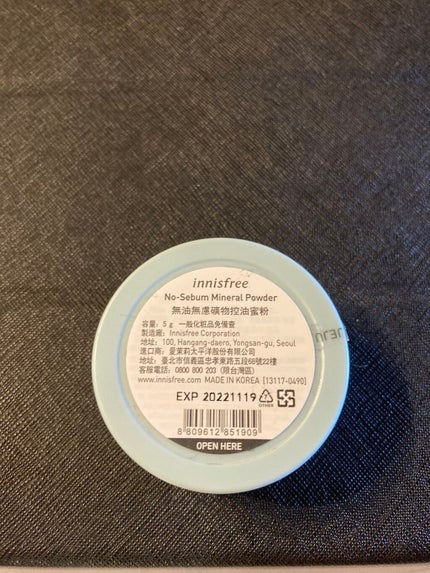 innisfree
No-Sebum Mineral Powder
無油無慮礦物控油蜜粉
容量：5 g 一般化粧品免備查
製造廠：Innisfree Corporation
地址：100, Hangang-daero, Yongsan-gu, Seoul
進口商：愛茉莉太平洋股份有限公司
地址：臺北市信義區忠孝東路五段68號22樓
客服電話：0800 800 203 (限台灣區)
www.innisfree.com MADE IN KOREA [13117-0490]
EXP 20221119
OTHER
8 809612 851909
OPEN HERE
JEJU